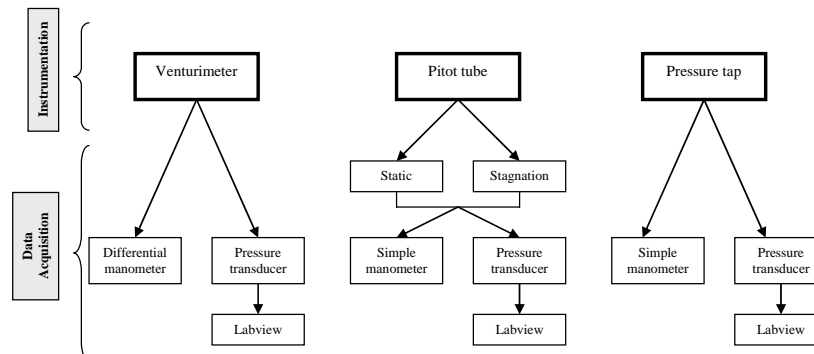 Instrumentation
Venturimeter
Pitot tube
Pressure tap
Data
Acquisition
Static
Stagnation
Differential
manometer
Pressure
transducer
Simple
manometer
Pressure
transducer
Simple
manometer
Pressure
transducer
Labview
Labview
Labview